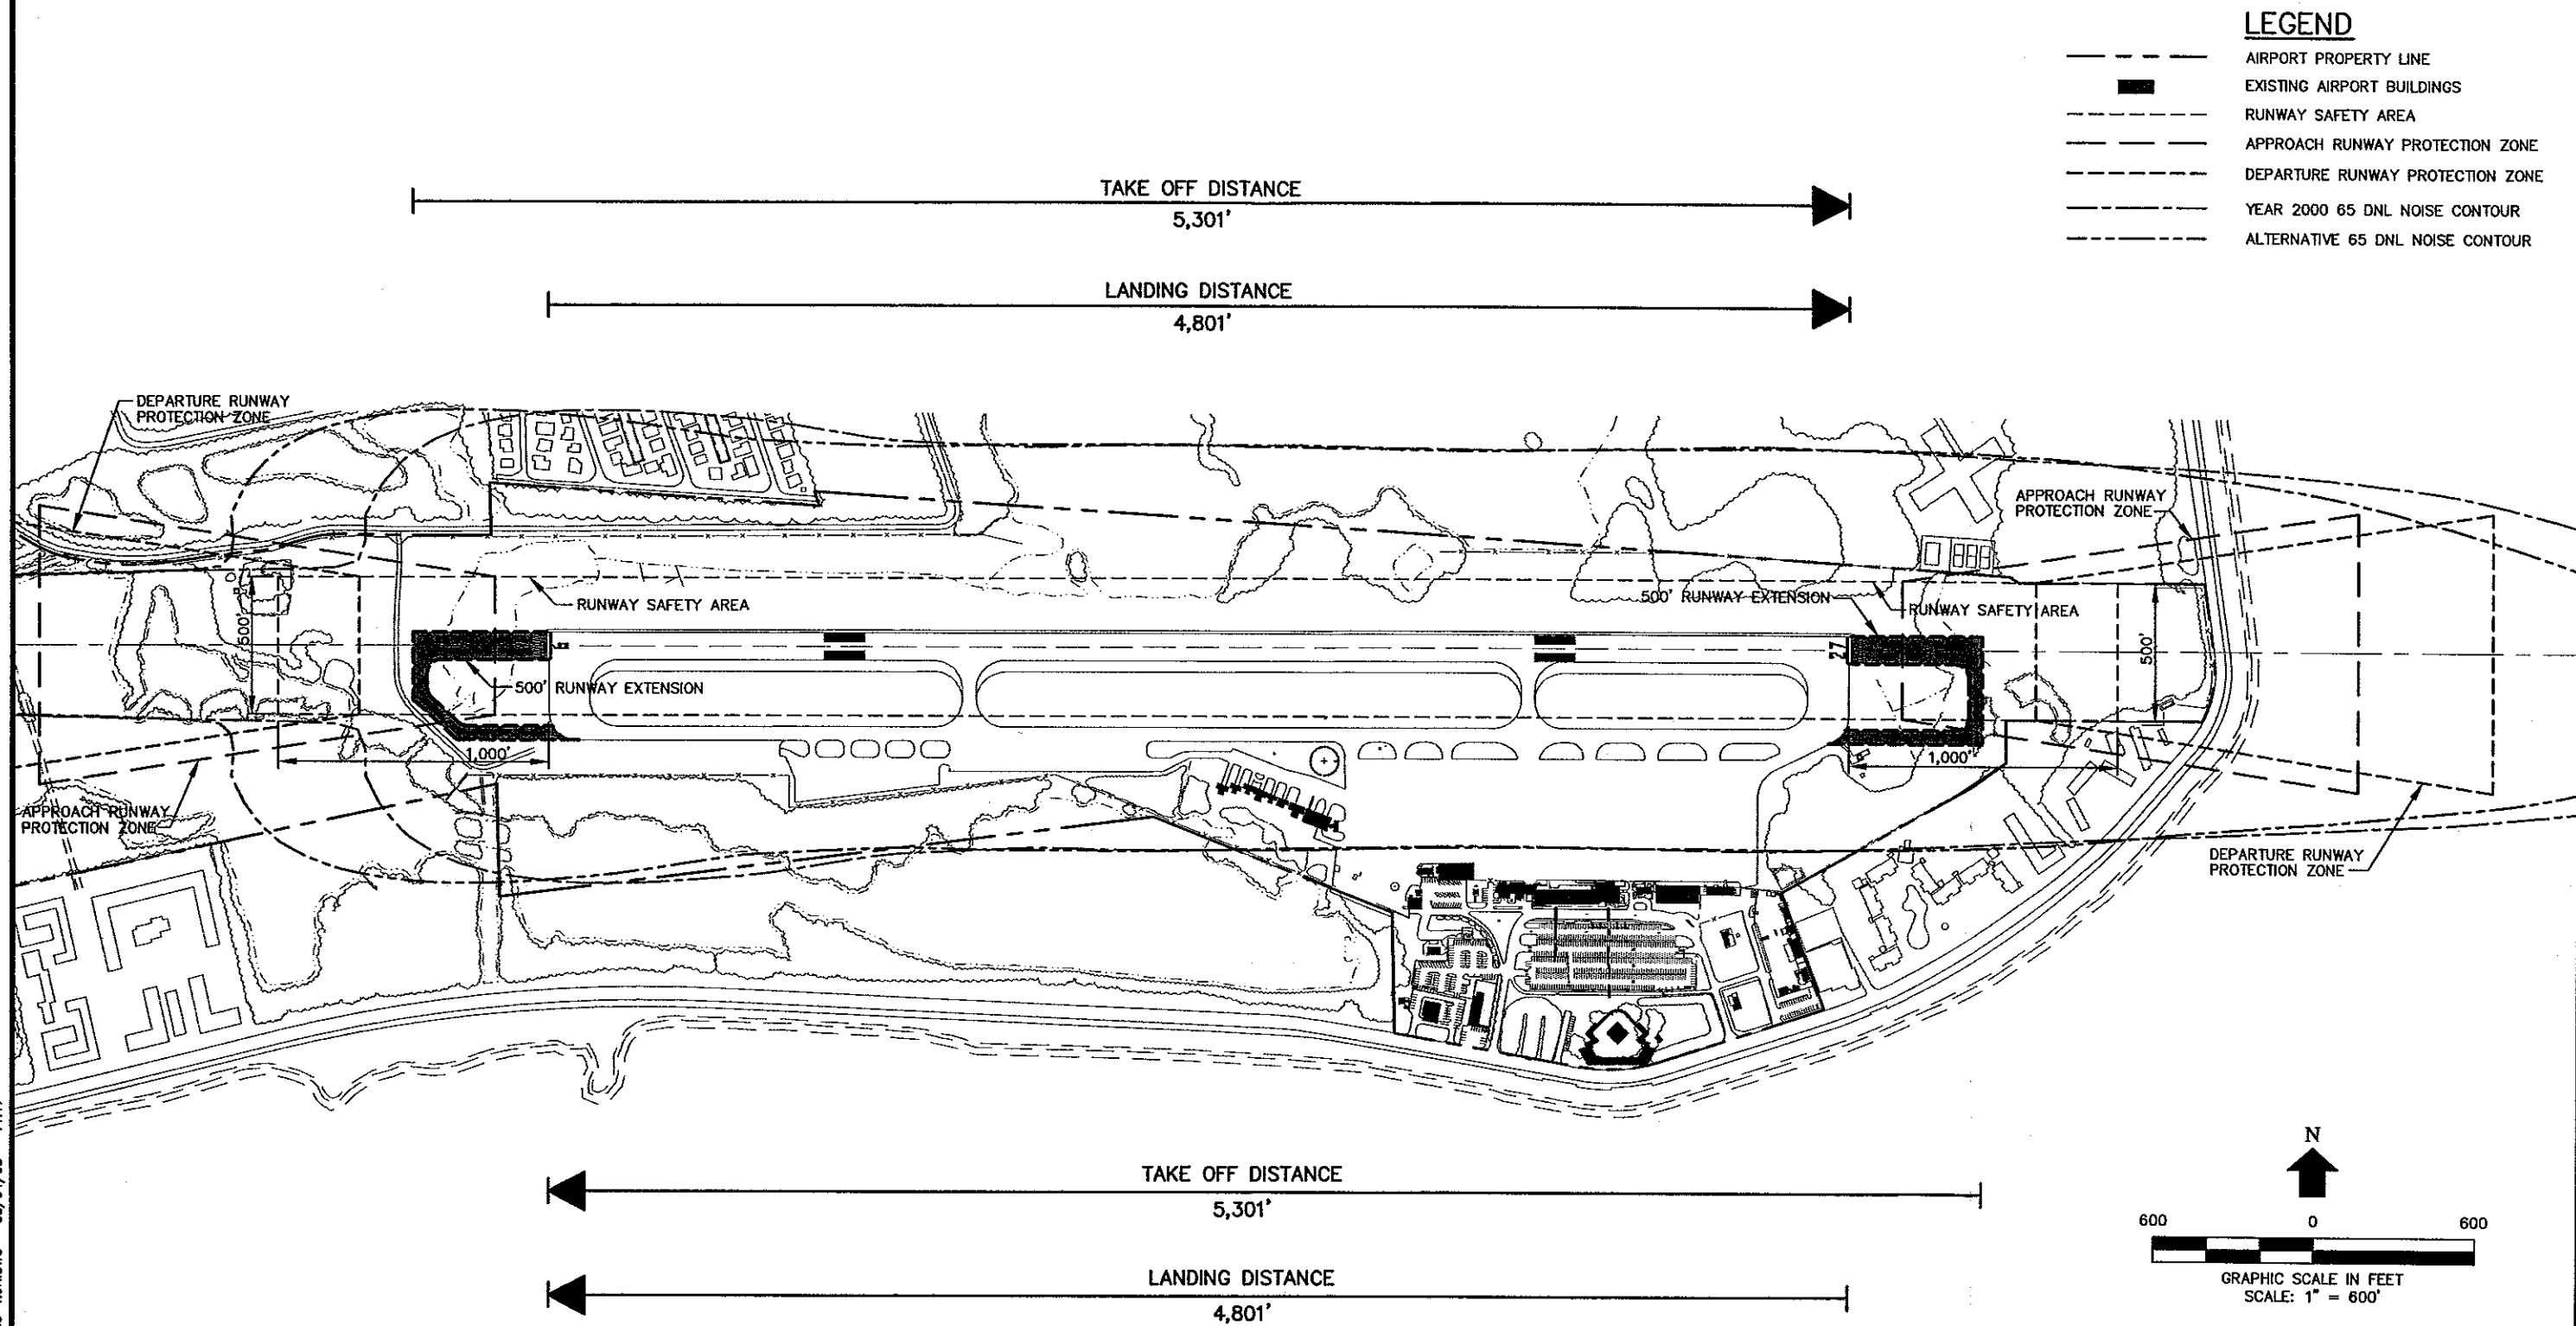 LEGEND
AIRPORT PROPERTY LINE
EXISTING AIRPORT BUILDINGS
RUNWAY SAFETY AREA
APPROACH RUNWAY PROTECTION ZONE
DEPARTURE RUNWAY PROTECTION ZONE
YEAR 2000 65 DNL NOISE CONTOUR
ALTERNATIVE 65 DNL NOISE CONTOUR
TAKE OFF DISTANCE
5,301'
LANDING DISTANCE
4,801'
DEPARTURE RUNWAY
PROTECTION ZONE
APPROACH RUNWAY
PROTECTION ZONE
RUNWAY SAFETY AREA
500' RUNWAY EXTENSION
RUNWAY SAFETY AREA
500'
500'
27
500' RUNWAY EXTENSION
1,000'
1,000'
APPROACH RUNWAY
PROTECTION ZONE
DEPARTURE RUNWAY
PROTECTION ZONE
TAKE OFF DISTANCE
5,301'
LANDING DISTANCE
4,801'
N
600 0 600
GRAPHIC SCALE IN FEET
SCALE: 1" = 600'